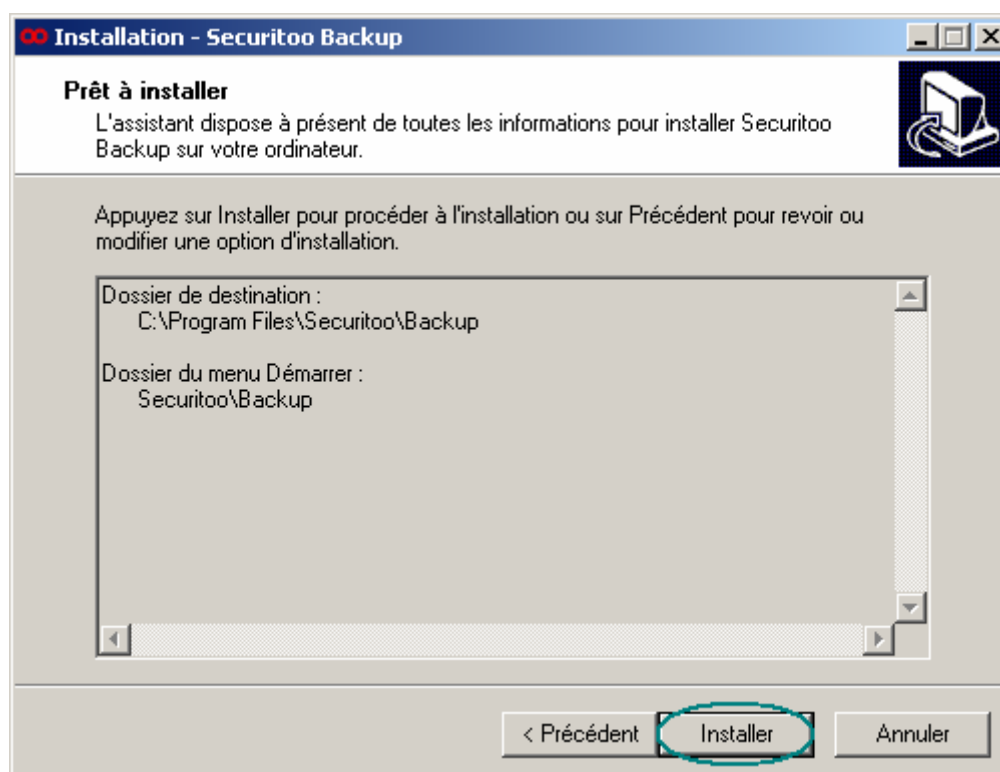 Installation - Securitoo Backup
Prêt à installer
L'assistant dispose à présent de toutes les informations pour installer Securitoo
Backup sur votre ordinateur.
Appuyez sur Installer pour procéder à l'installation ou sur Précédent pour revoir ou
modifier une option d'installation.
Dossier de destination :
C:\Program Files\Securitoo\Backup
Dossier du menu Démarrer :
Securitoo\Backup
< Précédent Installer Annuler